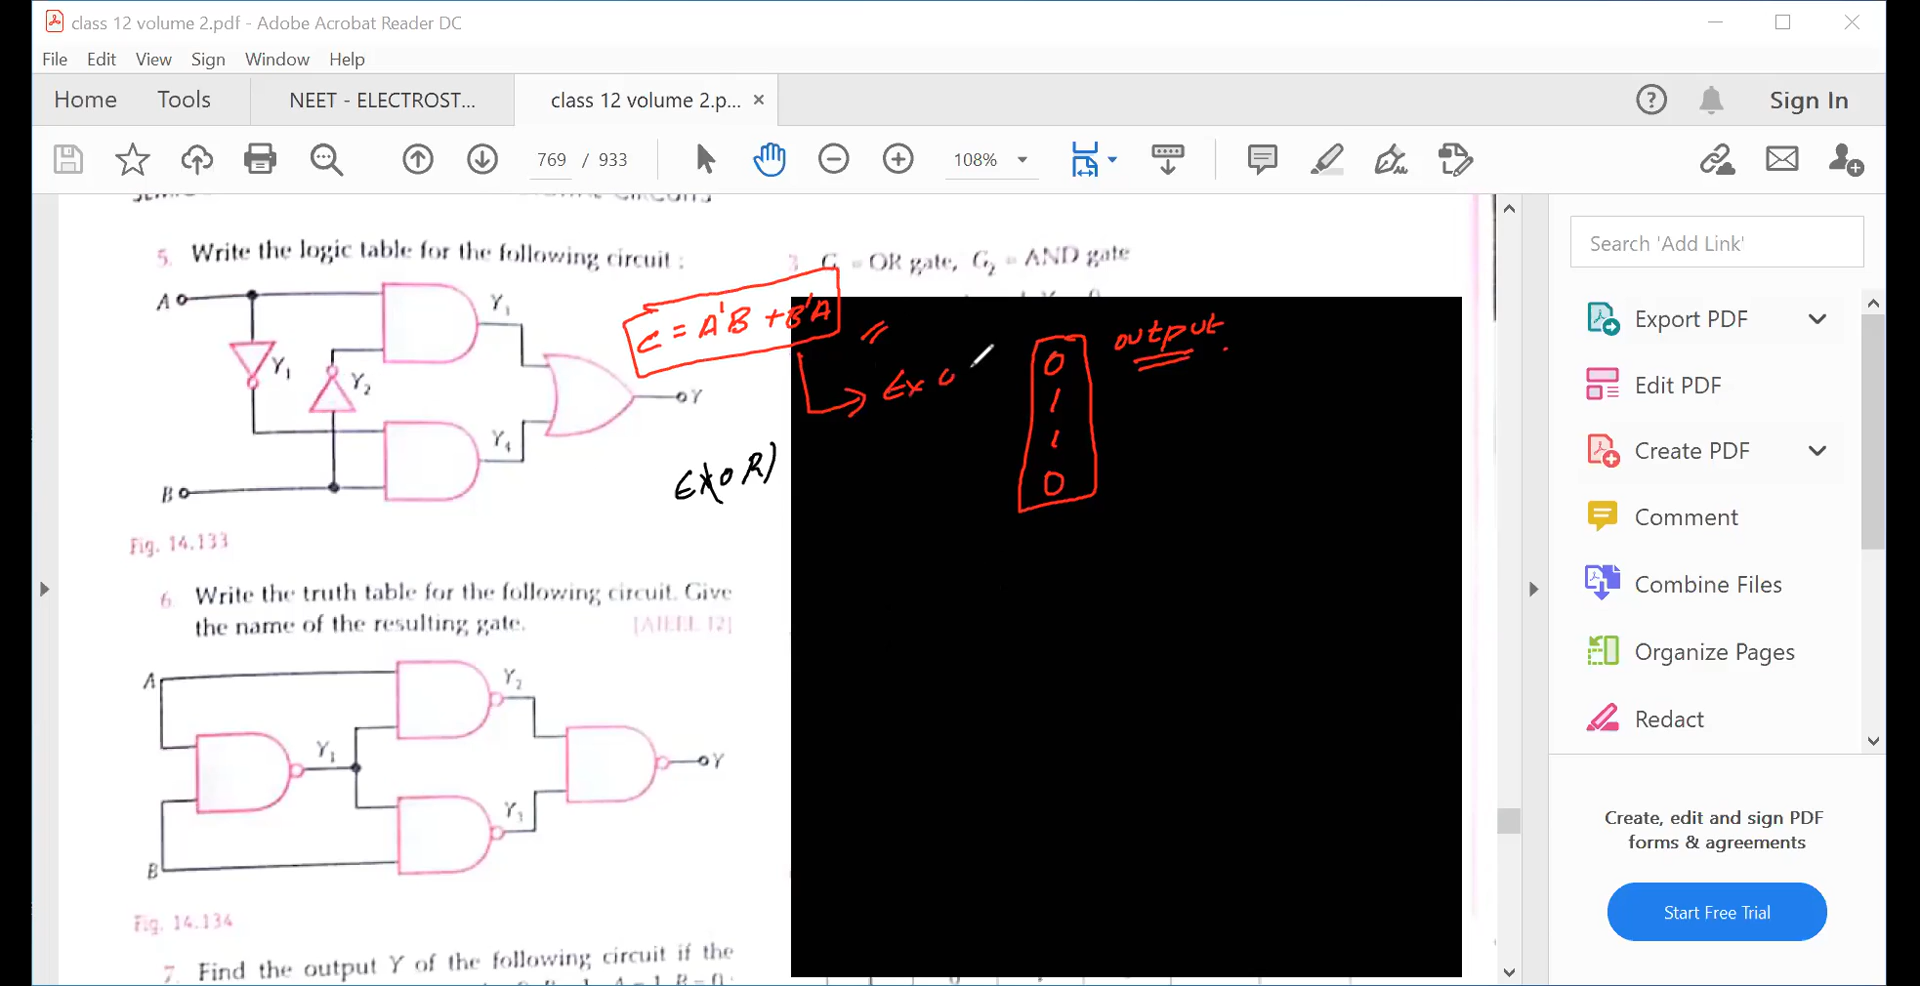 class 12 volume 2.pdf - Adobe Acrobat Reader DC
File Edit View Sign Window Help
Home Tools NEET - ELECTROST... class 12 volume 2.p... × Sign In
769 / 933 108%
5. Write the logic table for the following circuit :
A
Y1
Y1
Y2
Y
Y4
B
Fig. 14.133
6 Write the truth table for the following circuit. Give
the name of the resulting gate. [AIEEE 12]
A
Y2
Y1
Y
Y3
B
Fig. 14.134
7. Find the output Y of the following circuit if the
= OR gate, G2 = AND gate
C = A'B + B'A
Ex o
EXOR)
output
0
1
1
0
Search 'Add Link'
Export PDF
Edit PDF
Create PDF
Comment
Combine Files
Organize Pages
Redact
Create, edit and sign PDF
forms & agreements
Start Free Trial